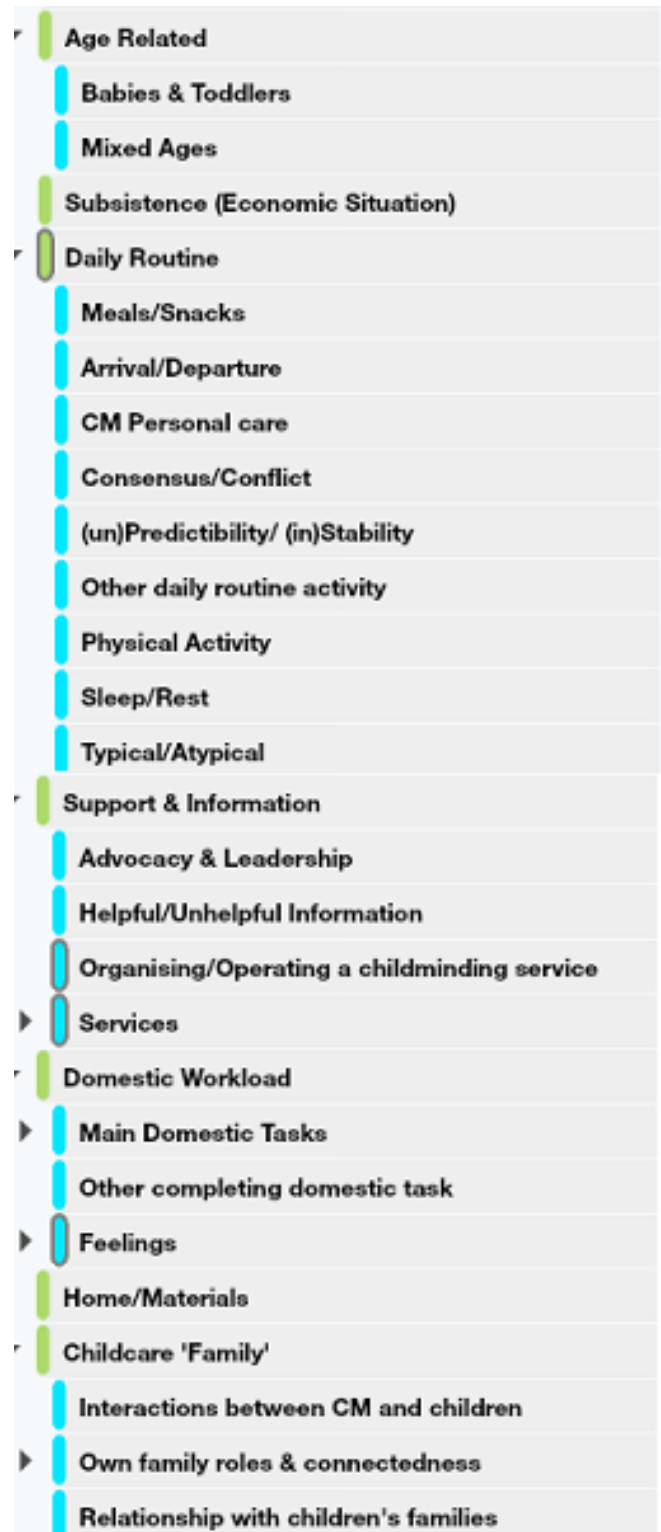 Age Related
Babies & Toddlers
Mixed Ages
Subsistence (Economic Situation)
Daily Routine
Meals/Snacks
Arrival/Departure
CM Personal care
Consensus/Conflict
(un)Predictibility/ (in)Stability
Other daily routine activity
Physical Activity
Sleep/Rest
Typical/Atypical
Support & Information
Advocacy & Leadership
Helpful/Unhelpful Information
Organising/Operating a childminding service
Services
Domestic Workload
Main Domestic Tasks
Other completing domestic task
Feelings
Home/Materials
Childcare 'Family'
Interactions between CM and children
Own family roles & connectedness
Relationship with children's families